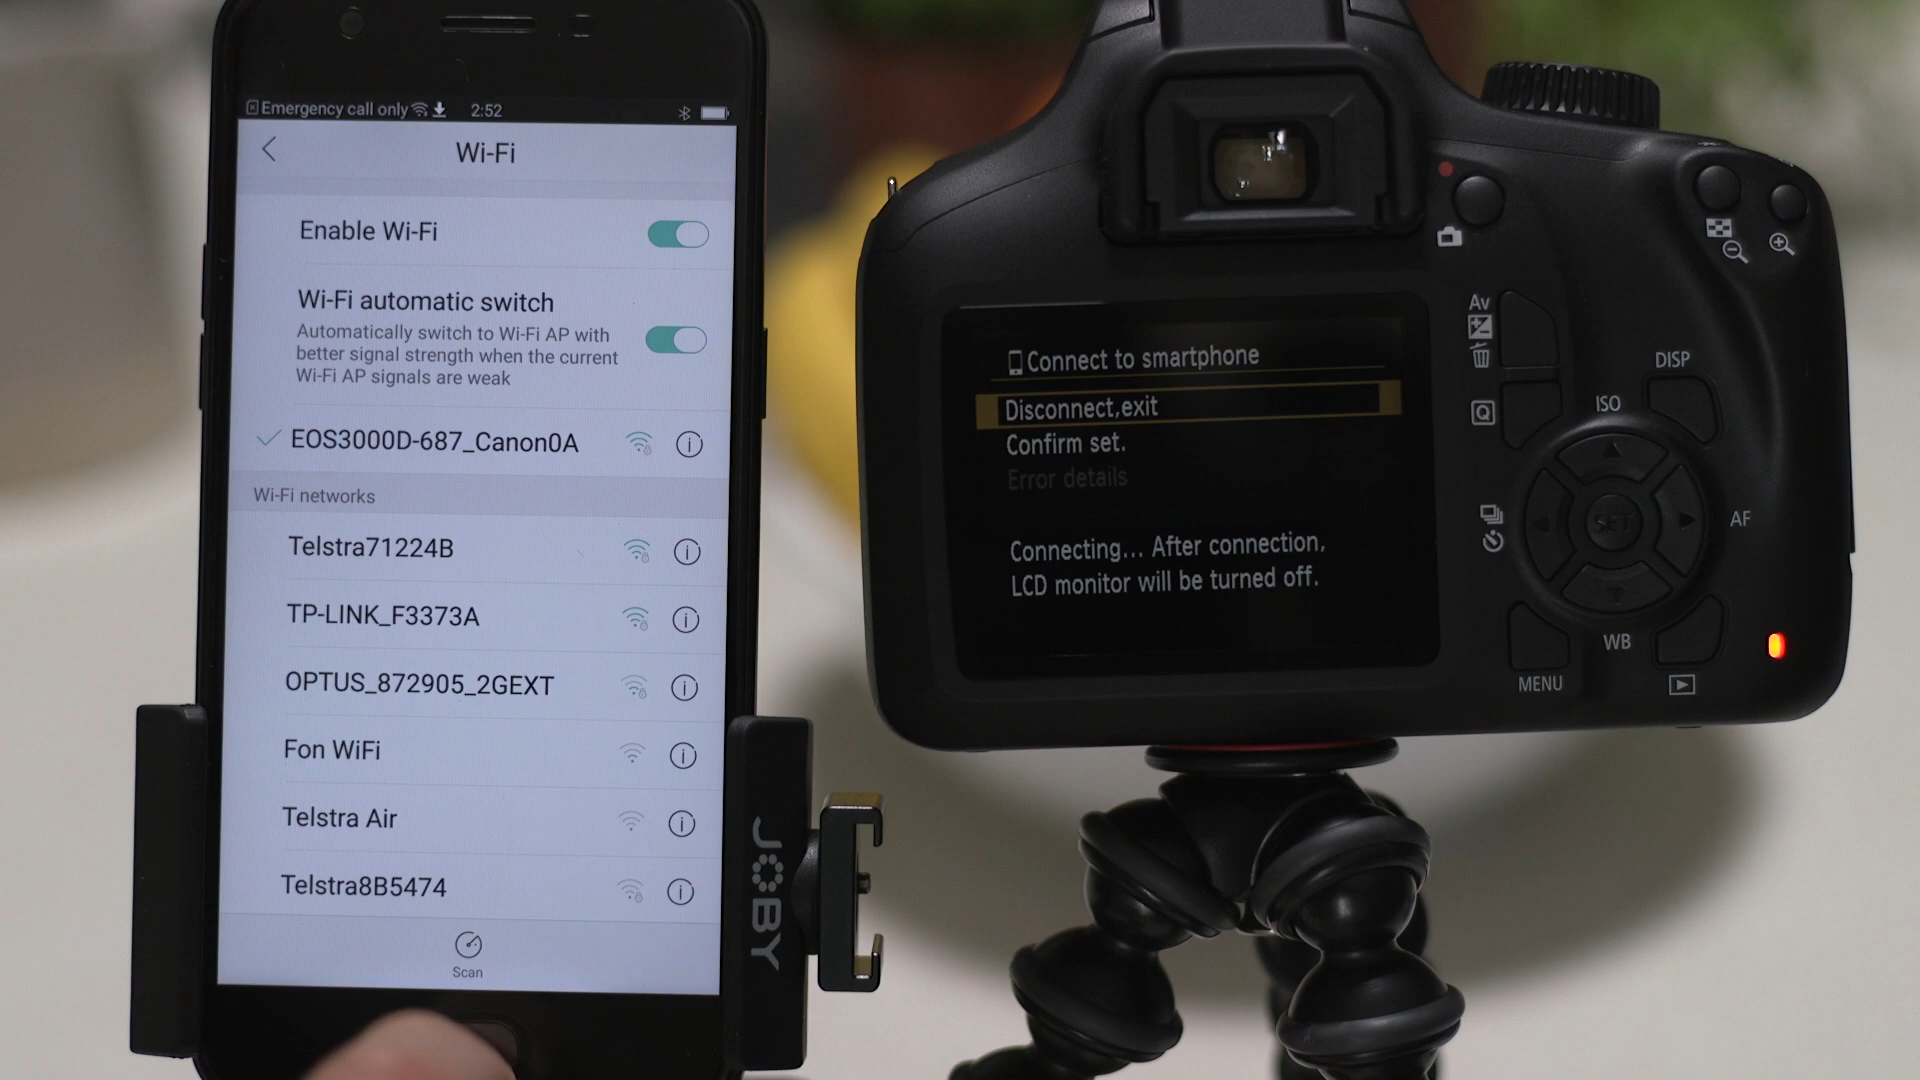 Emergency call only 2:52
Wi-Fi
Enable Wi-Fi
Wi-Fi automatic switch
Automatically switch to Wi-Fi AP with
better signal strength when the current
Wi-Fi AP signals are weak
EOS3000D-687_Canon0A
Wi-Fi networks
Telstra71224B
TP-LINK_F3373A
OPTUS_872905_2GEXT
Fon WiFi
Telstra Air
Telstra8B5474
Scan
JOBY
Connect to smartphone
Disconnect,exit
Confirm set.
Error details
Connecting... After connection,
LCD monitor will be turned off.
Av
DISP
ISO
Q
SET
AF
WB
MENU